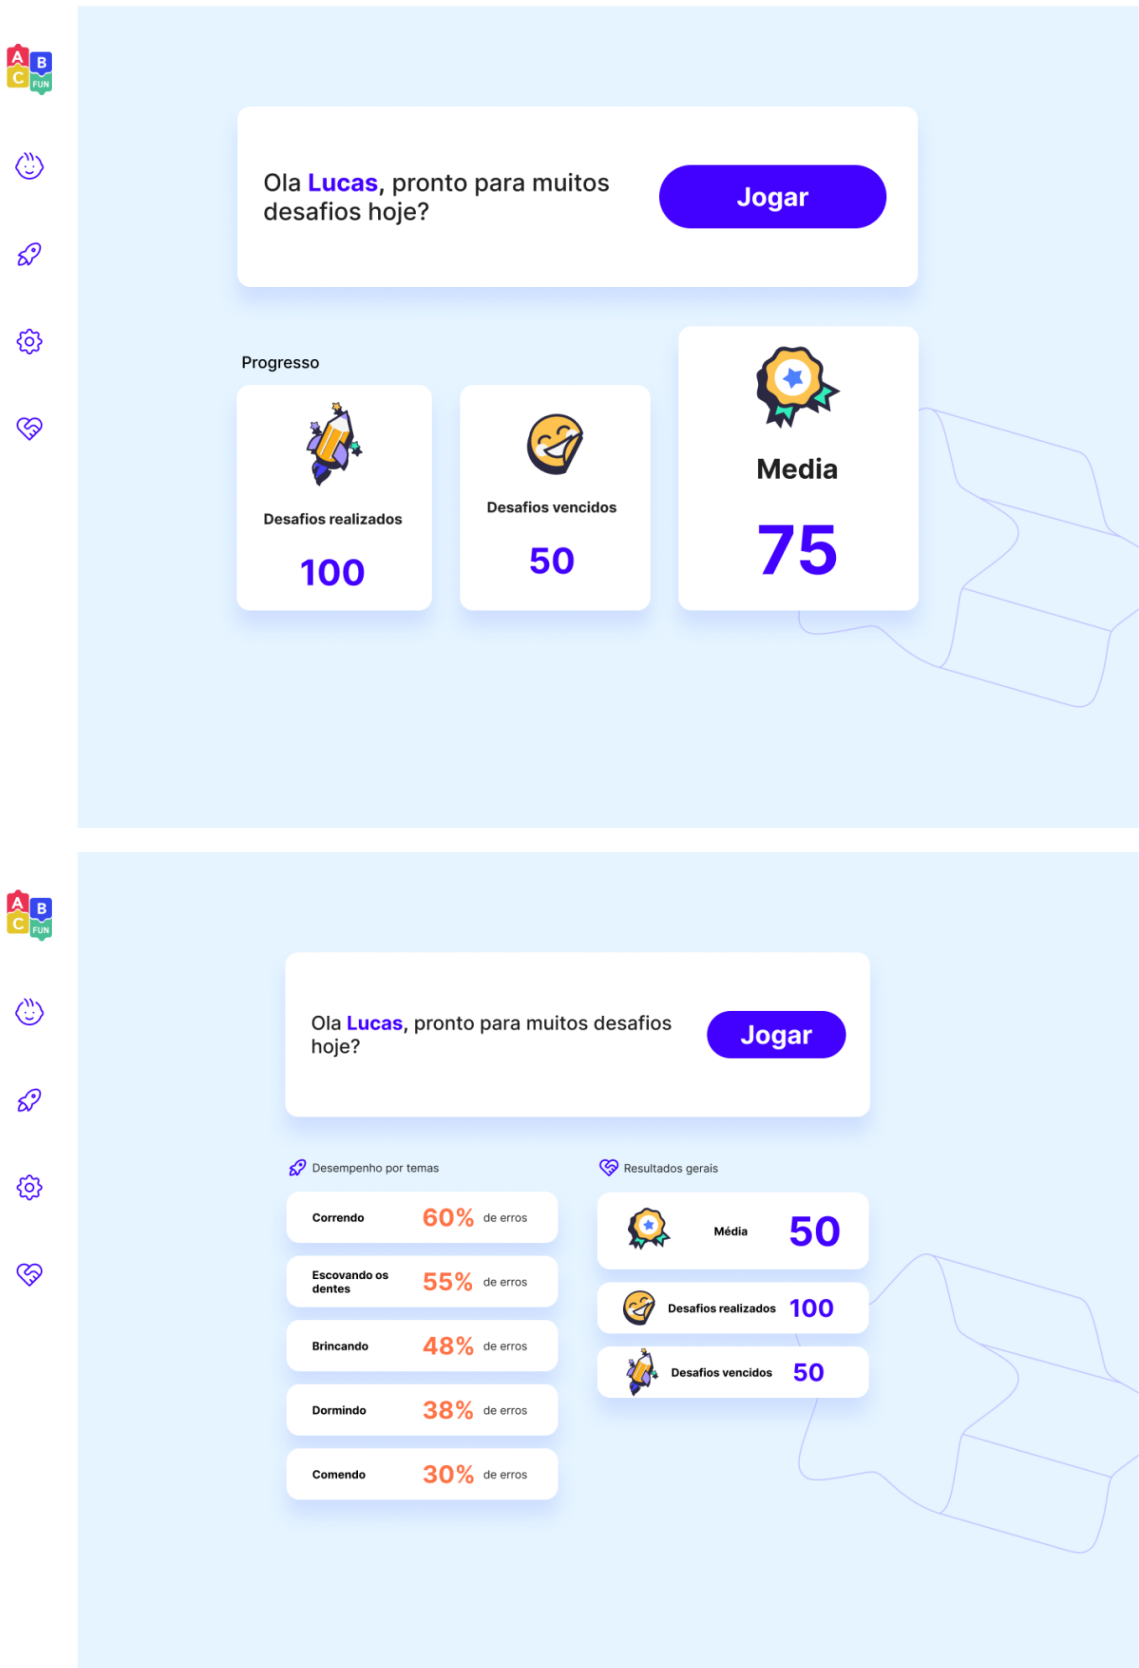 A
B
C
FUN
Ola Lucas, pronto para muitos
desafios hoje?
Jogar
Progresso
Desafios realizados
100
Desafios vencidos
50
Media
75
A
B
C
FUN
Ola Lucas, pronto para muitos desafios
hoje?
Jogar
Desempenho por temas
Correndo 60% de erros
Escovando os
dentes
55% de erros
Brincando 48% de erros
Dormindo 38% de erros
Comendo 30% de erros
Resultados gerais
Média 50
Desafios realizados 100
Desafios vencidos 50